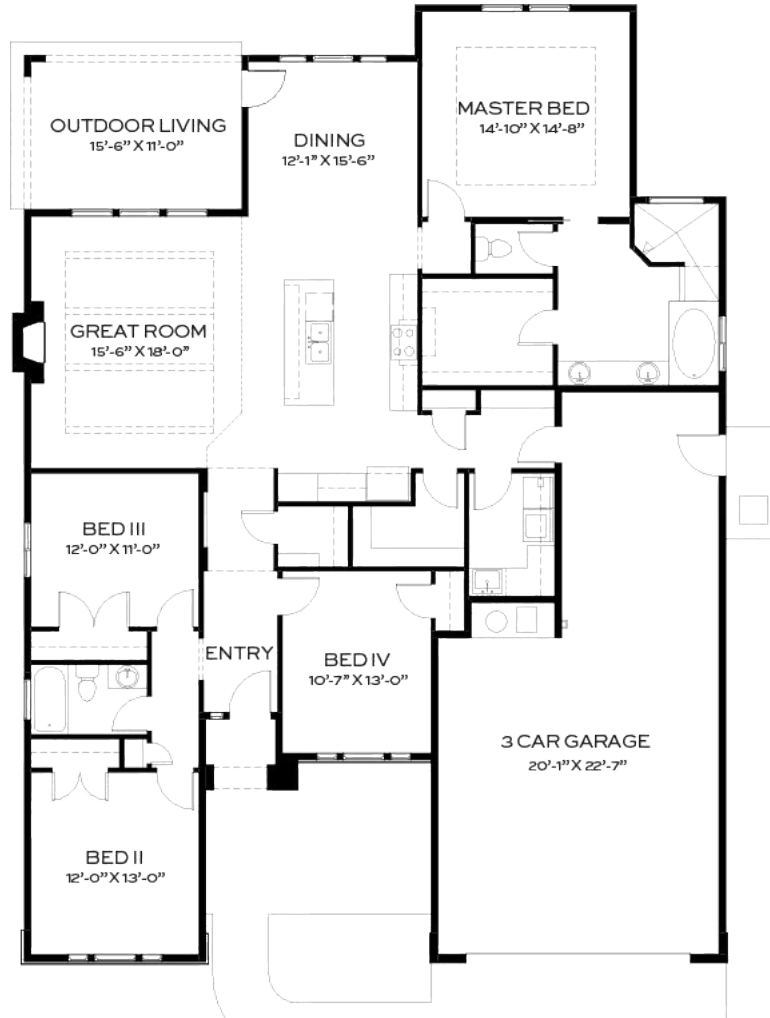 MASTER BED
14'-10" X 14'-8"
OUTDOOR LIVING
15'-6" X 11'-0"
DINING
12'-1" X 15'-6"
GREAT ROOM
15'-6" X 18'-0"
BED III
12'-0" X 11'-0"
ENTRY
BED IV
10'-7" X 13'-0"
3 CAR GARAGE
20'-1" X 22'-7"
BED II
12'-0" X 13'-0"